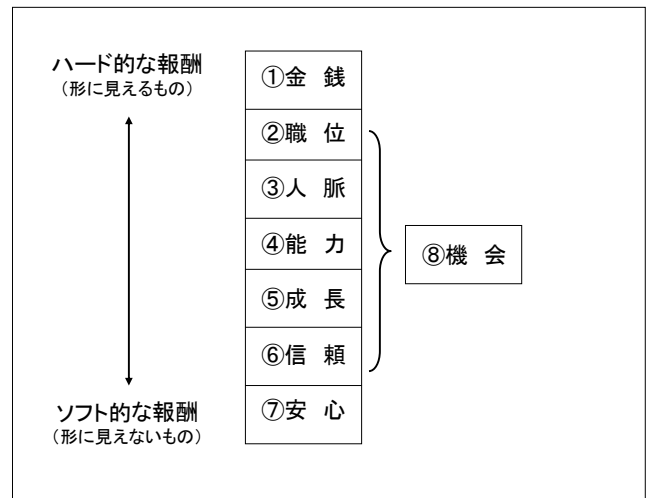 ハード的な報酬
（形に見えるもの）
①金 銭
②職 位
③人 脈
④能 力
⑤成 長
⑥信 頼
⑦安 心
⑧機 会
ソフト的な報酬
（形に見えないもの）